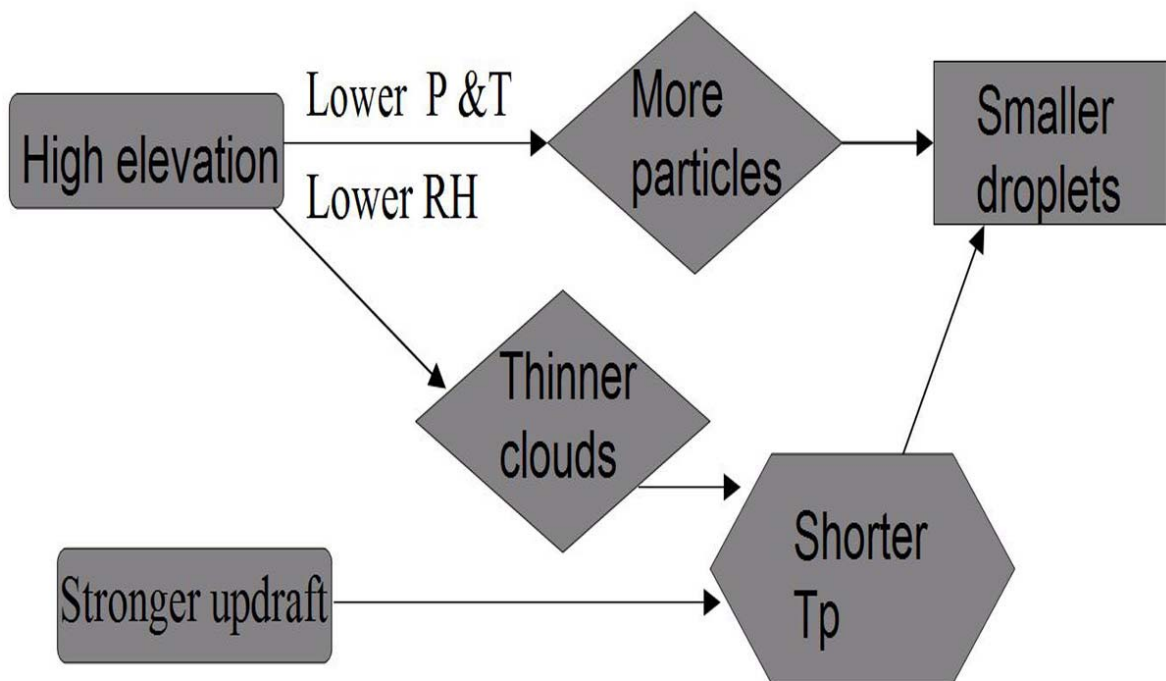 High elevation
Lower P &T
Lower RH
More
particles
Smaller
droplets
Thinner
clouds
Stronger updraft
Shorter
Tp